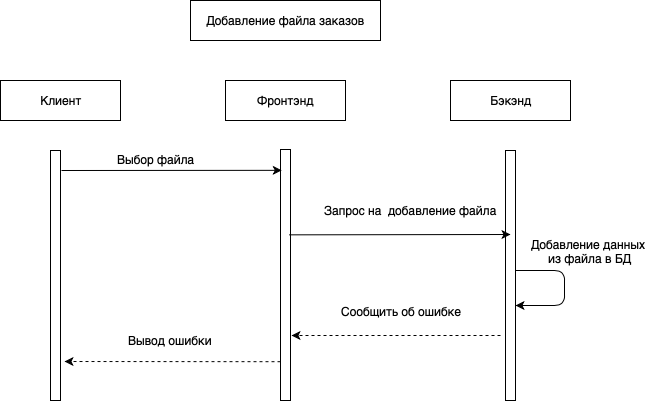 Добавление файла заказов
Клиент
Фронтэнд
Бэкэнд
Выбор файла
Запрос на добавление файла
Добавление данных
из файла в БД
Сообщить об ошибке
Вывод ошибки